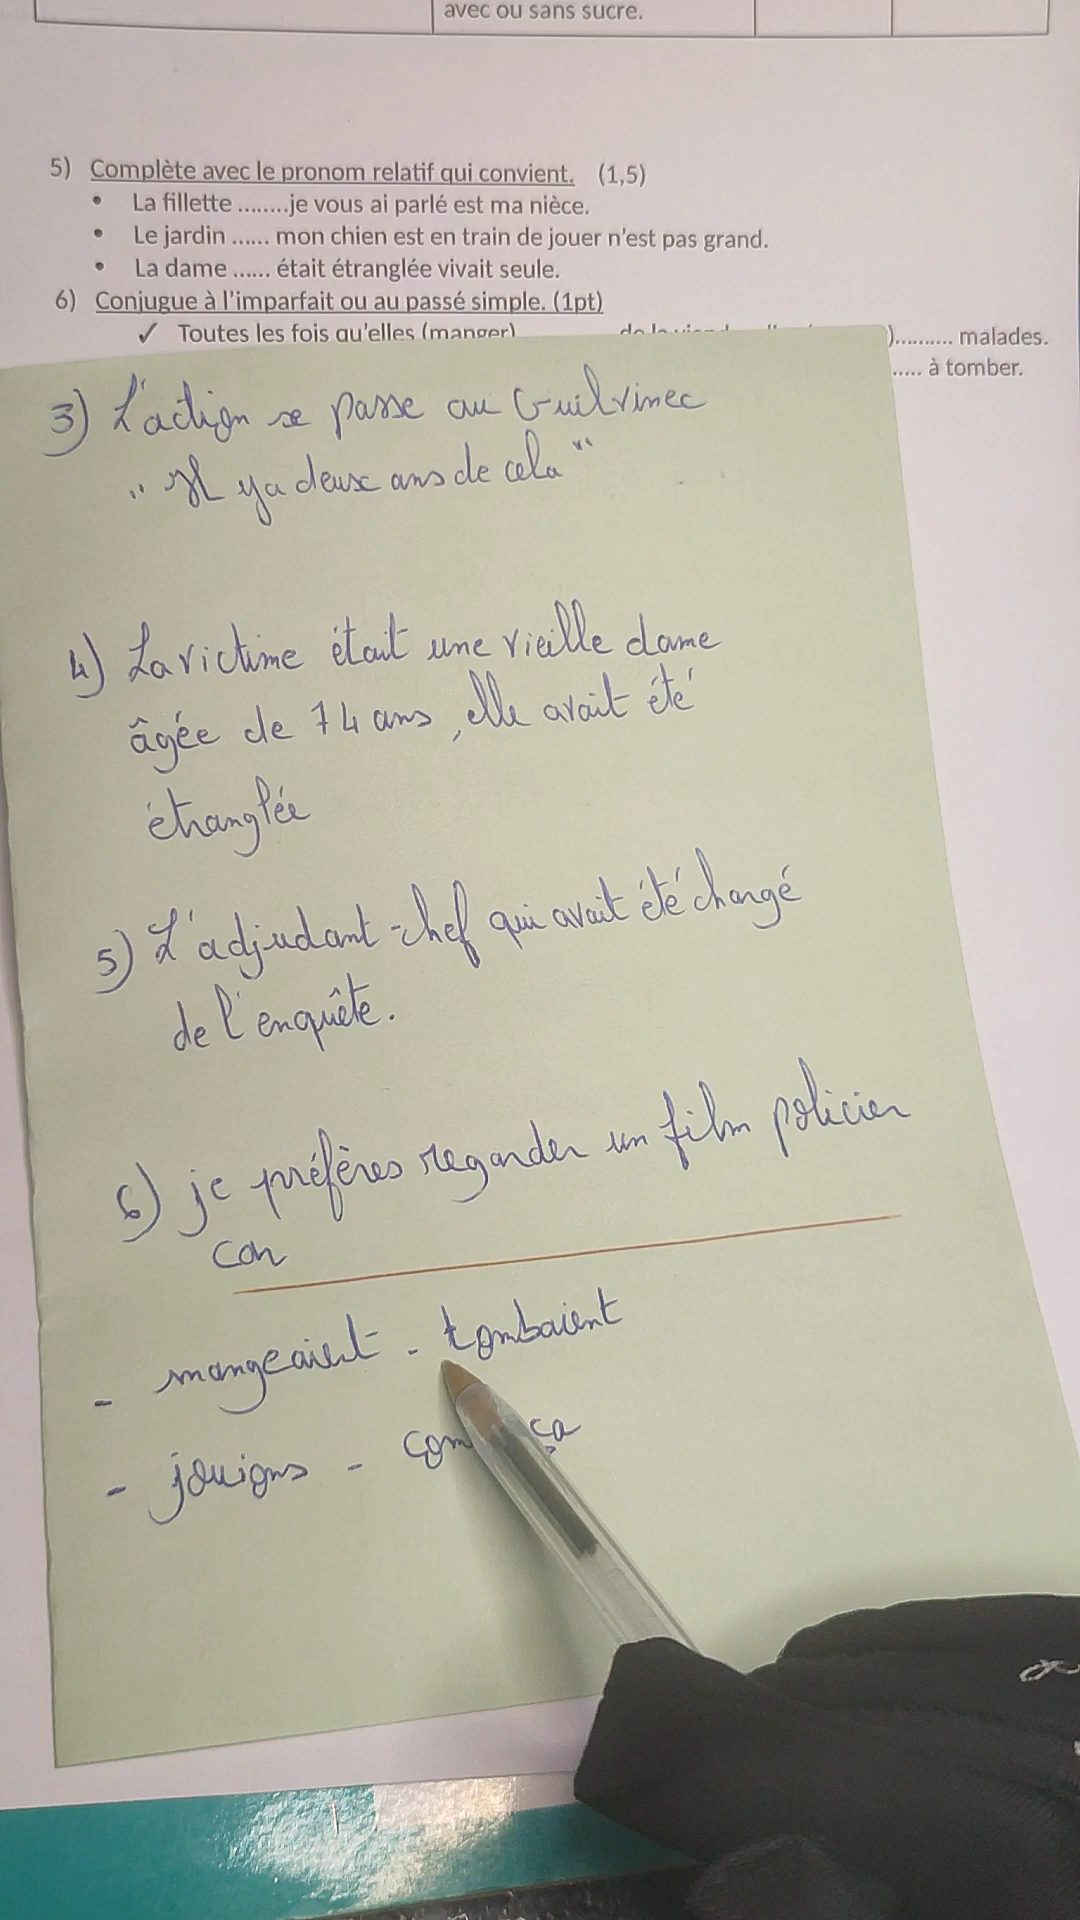 avec ou sans sucre.
5) Complète avec le pronom relatif qui convient. (1,5)
• La fillette ........je vous ai parlé est ma nièce.
• Le jardin ...... mon chien est en train de jouer n'est pas grand.
• La dame ...... était étranglée vivait seule.
6) Conjugue à l'imparfait ou au passé simple. (1pt)
✓ Toutes les fois qu'elles (manger) de la ).......... malades.
..... à tomber.
3) L'action se passe au Guilvinec
"Il y a deux ans de cela"
4) La victime était une vieille dame
âgée de 74 ans, elle avait été
étranglée
5) L'adjudant-chef qui avait été chargé
de l'enquête.
6) je préfères regarder un film policier
car
- mangeaient - tombaient
- jouions - com ça